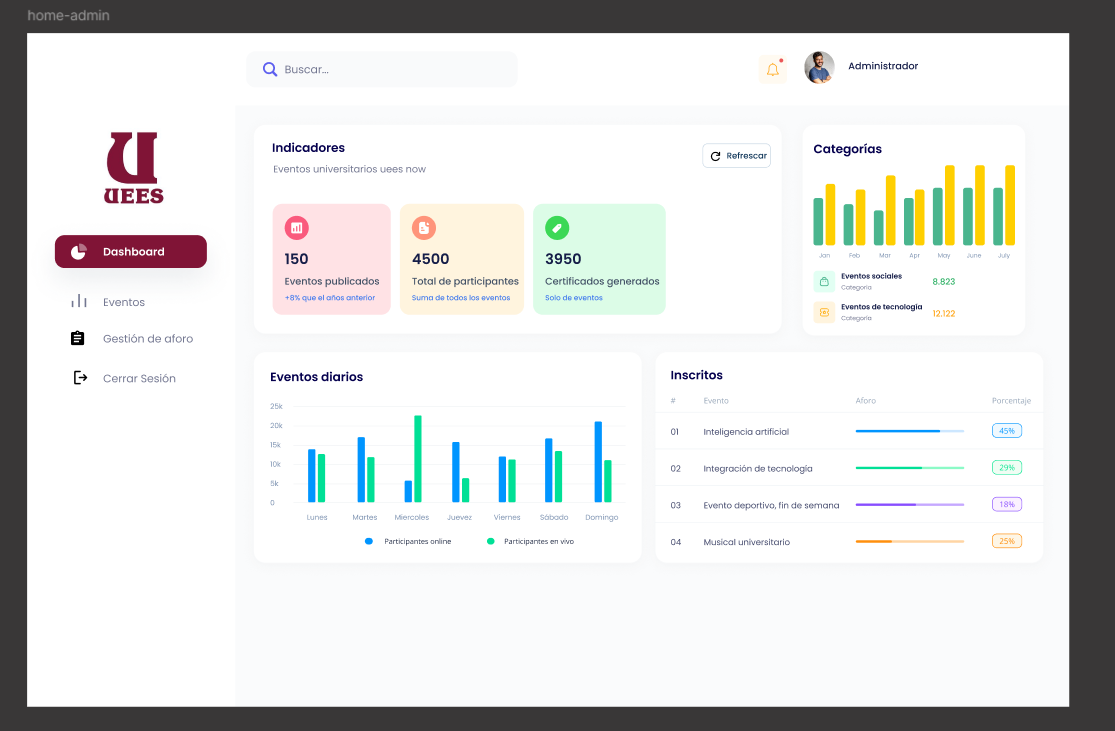 home-admin
Buscar...
Administrador
UEES
Dashboard
Eventos
Gestión de aforo
Cerrar Sesión
Indicadores
Eventos universitarios uees now
Refrescar
150
Eventos publicados
+8% que el años anterior
4500
Total de participantes
Suma de todos los eventos
3950
Certificados generados
Solo de eventos
Categorías
Jan Feb Mar Apr May June July
Eventos sociales
Categoria
8.823
Eventos de tecnología
Categoria
12.122
Eventos diarios
25k
20k
15k
10k
5k
0
Lunes Martes Miercoles Juevez Viernes Sábado Domingo
Participantes online Participantes en vivo
Inscritos
# Evento Aforo Porcentaje
01 Inteligencia artificial 45%
02 Integración de tecnología 29%
03 Evento deportivo, fin de semana 18%
04 Musical universitario 25%